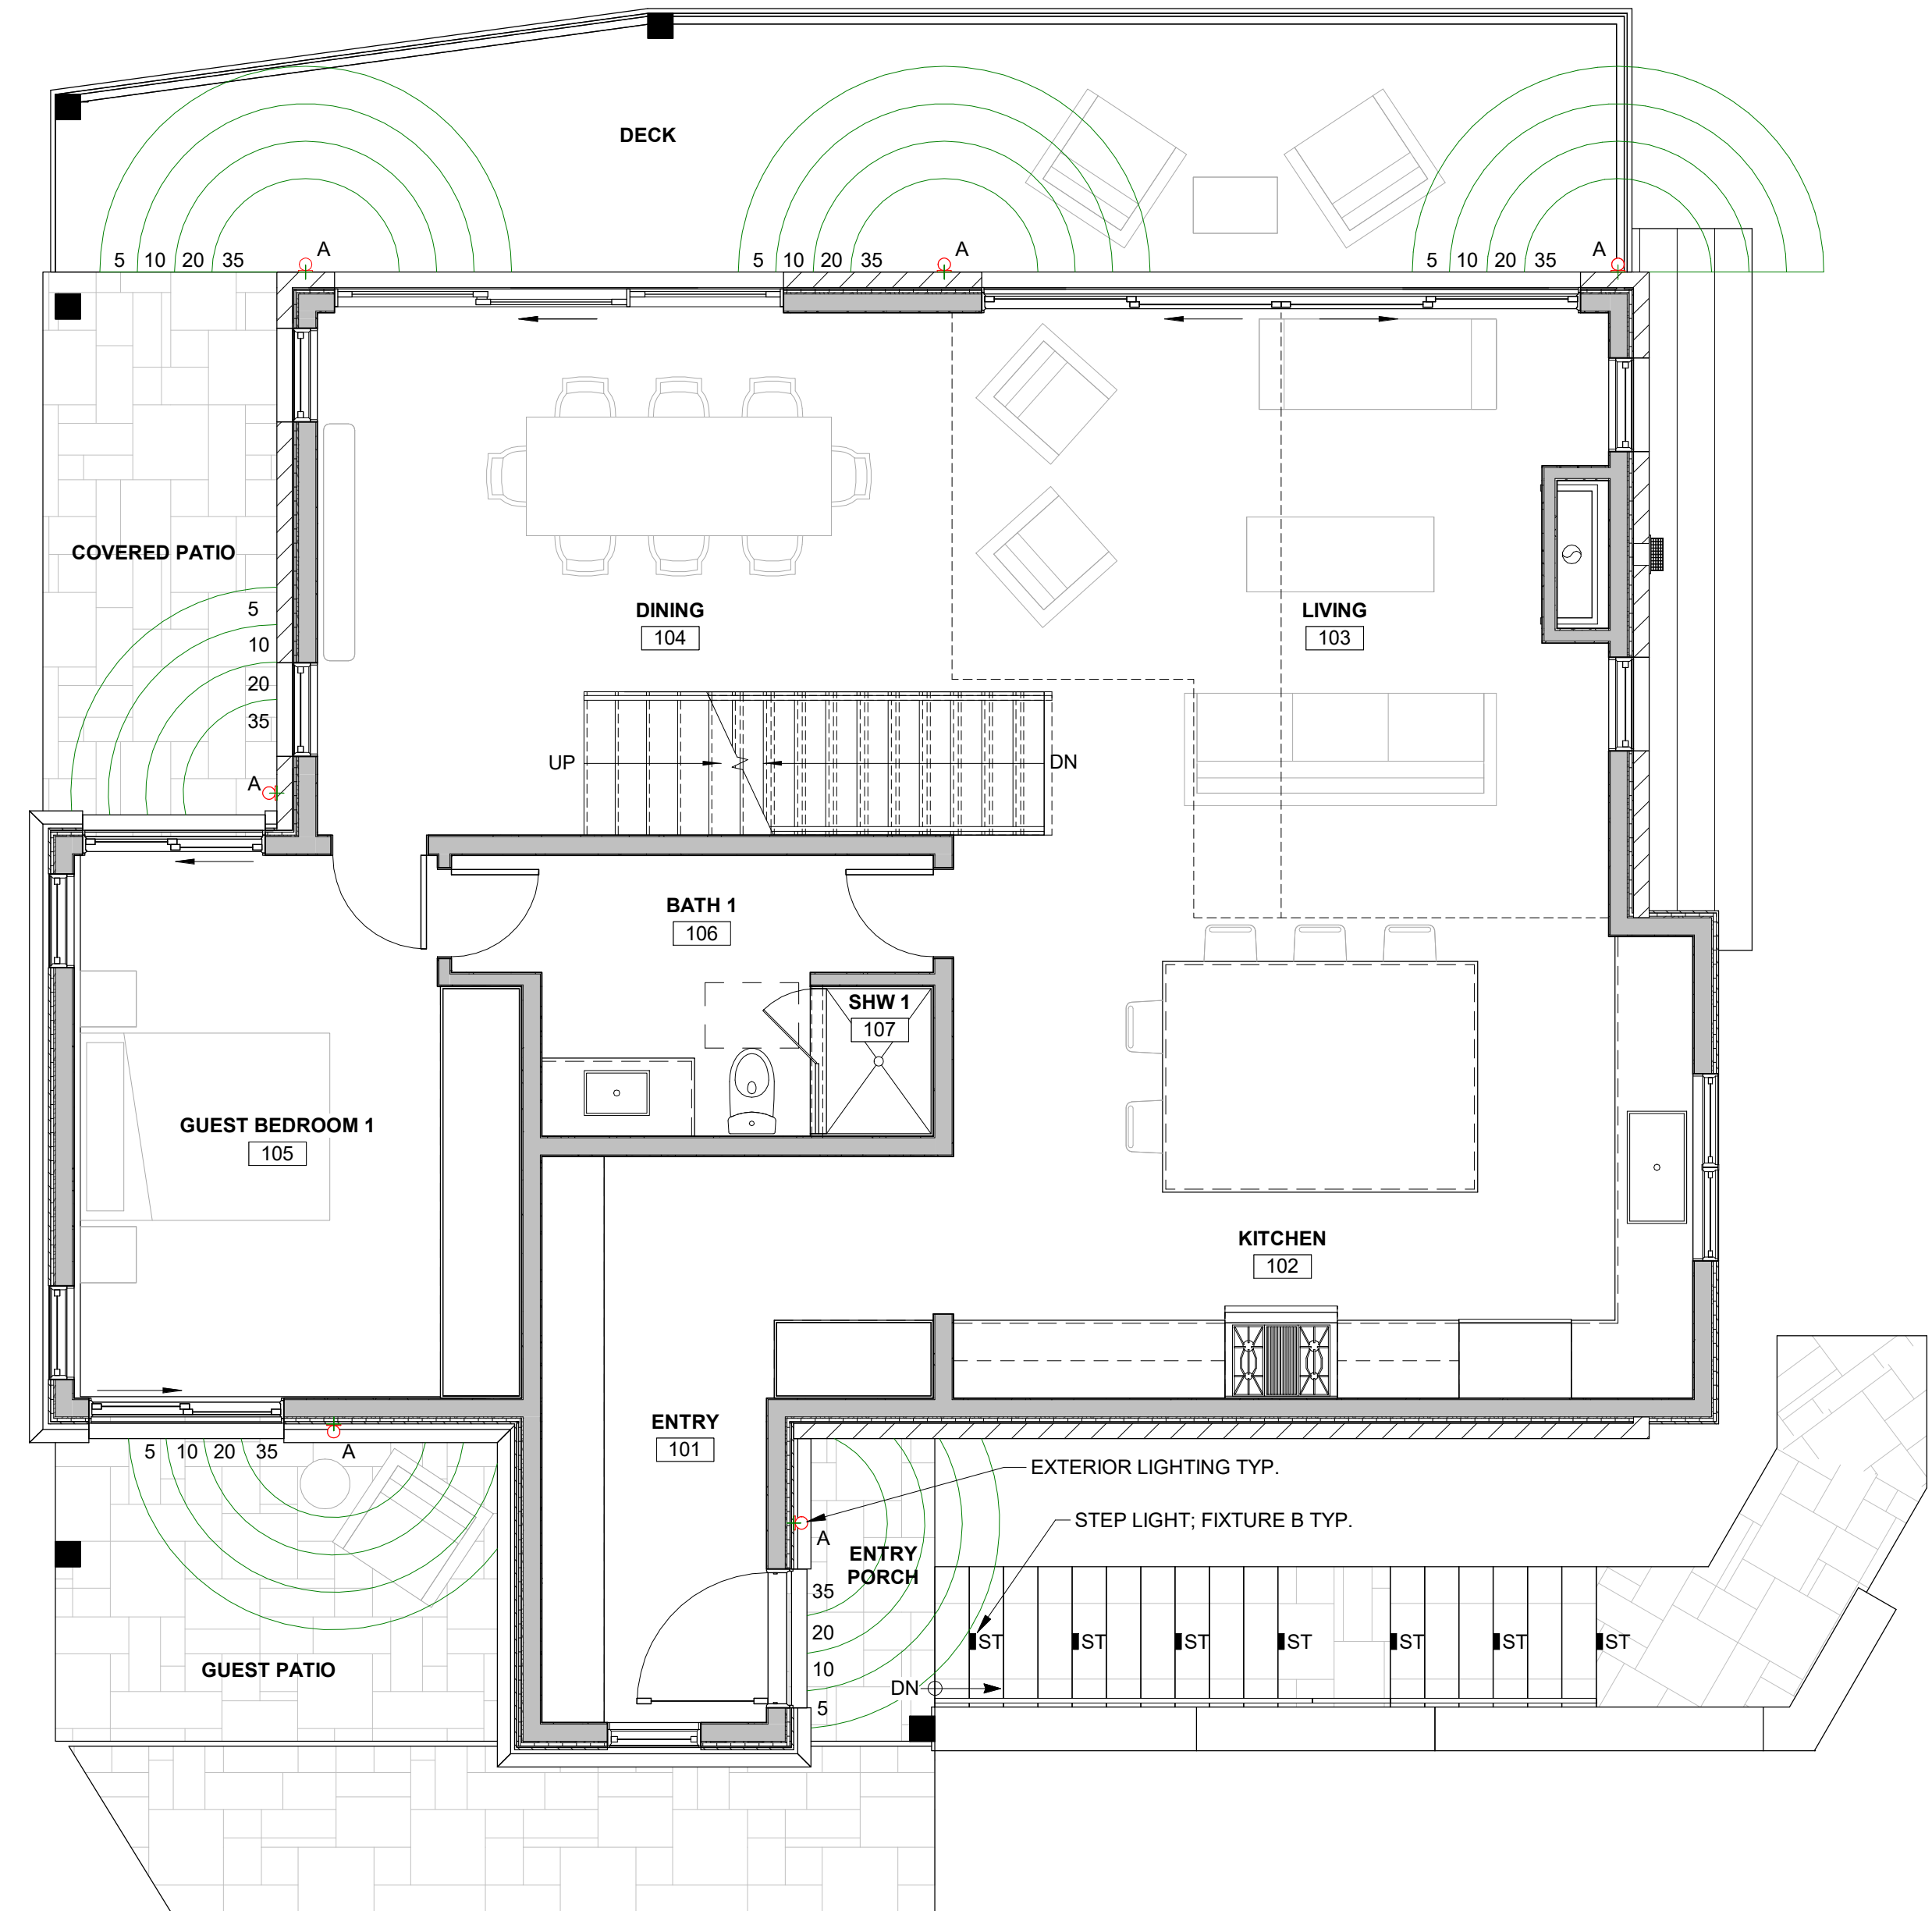 DECK
A
A
A
5 10 20 35
5 10 20 35
5 10 20 35
COVERED PATIO
5
10
20
35
A
DINING
104
LIVING
103
UP
DN
BATH 1
106
SHW 1
107
GUEST BEDROOM 1
105
KITCHEN
102
ENTRY
101
5 10 20 35
A
EXTERIOR LIGHTING TYP.
STEP LIGHT; FIXTURE B TYP.
A
ENTRY
PORCH
35
20
10
5
ST ST ST ST ST ST ST
GUEST PATIO
DN